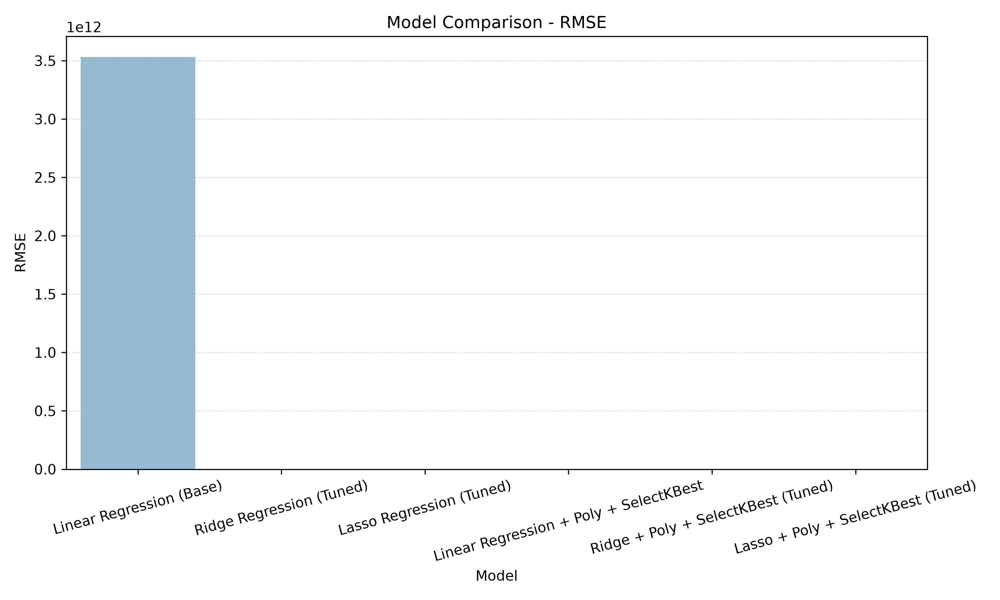 Model Comparison - RMSE
1e12
3.5
3.0
2.5
2.0
1.5
1.0
0.5
0.0
RMSE
Linear Regression (Base)
Ridge Regression (Tuned)
Lasso Regression (Tuned)
Linear Regression + Poly + SelectKBest
Ridge + Poly + SelectKBest (Tuned)
Lasso + Poly + SelectKBest (Tuned)
Model